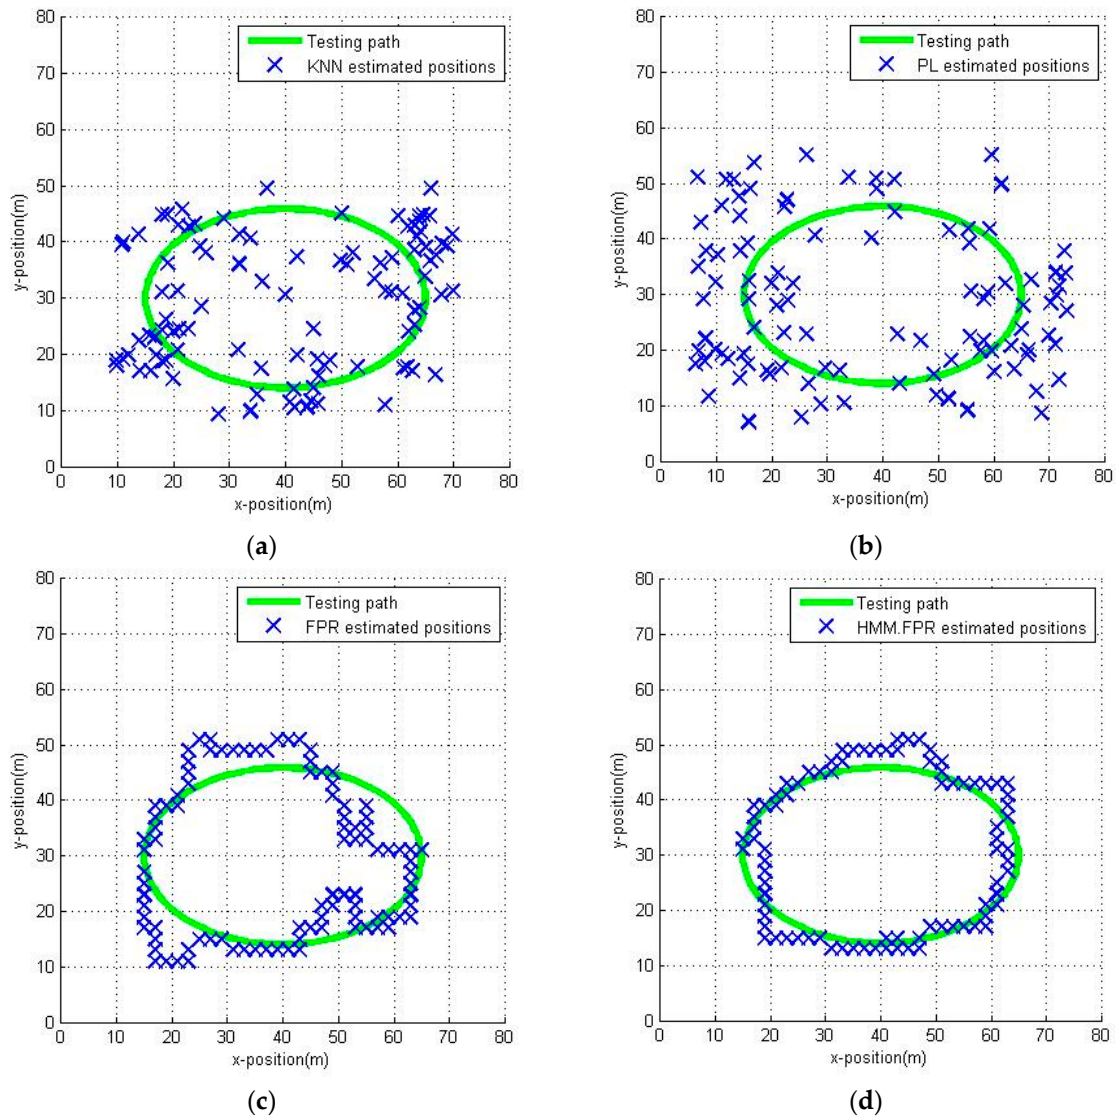 80
70
60
50
40
30
20
10
0
y-position(m)
Testing path
KNN estimated positions
0 10 20 30 40 50 60 70 80
x-position(m)
(a)
80
70
60
50
40
30
20
10
0
y-position(m)
Testing path
PL estimated positions
0 10 20 30 40 50 60 70 80
x-position(m)
(b)
80
70
60
50
40
30
20
10
0
y-position(m)
Testing path
FPR estimated positions
0 10 20 30 40 50 60 70 80
x-position(m)
(c)
80
70
60
50
40
30
20
10
0
y-position(m)
Testing path
HMM.FPR estimated positions
0 10 20 30 40 50 60 70 80
x-position(m)
(d)